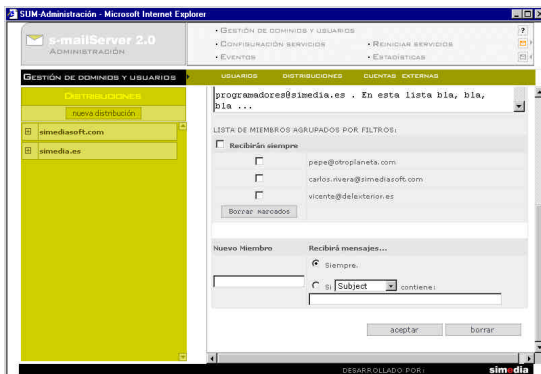 SUM-Administración - Microsoft Internet Explorer
s-mailServer 2.0
ADMINISTRACIÓN
• GESTIÓN DE DOMINIOS Y USUARIOS
• CONFIGURACIÓN SERVICIOS
• REINICIAR SERVICIOS
• EVENTOS
• ESTADÍSTICAS
?
GESTIÓN DE DOMINIOS Y USUARIOS
USUARIOS DISTRIBUCIONES CUENTAS EXTERNAS
DISTRIBUCIONES
nueva distribución
simediasoft.com
simedia.es
programadores@simedia.es . En esta lista bla, bla,
bla ...
LISTA DE MIEMBROS AGRUPADOS POR FILTROS:
Recibirán siempre
pepe@otroplaneta.com
carlos.rivera@simediasoft.com
vicente@delexterior.es
Borrar marcados
Nuevo Miembro
Recibirá mensajes...
Siempre.
Si Subject contiene:
aceptar
borrar
DESARROLLADO POR:
simedia